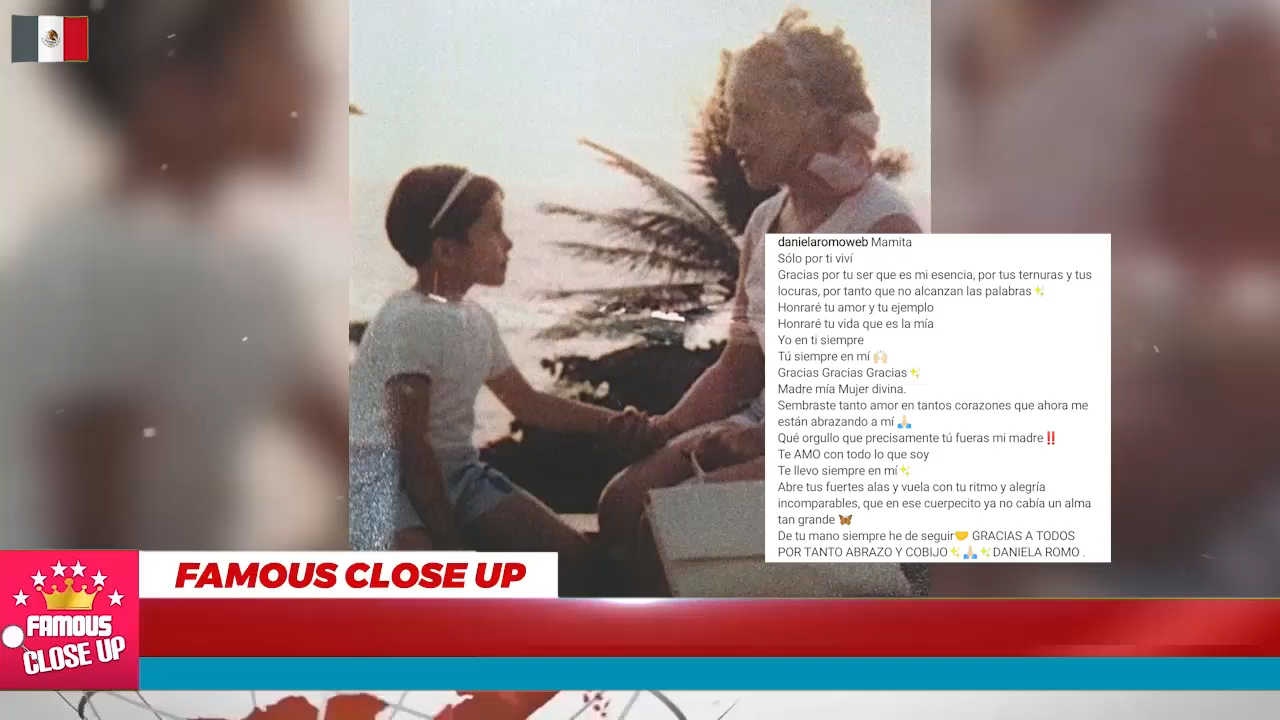 danielaromoweb Mamita
Sólo por ti viví
Gracias por tu ser que es mi esencia, por tus ternuras y tus
locuras, por tanto que no alcanzan las palabras✨
Honraré tu amor y tu ejemplo
Honraré tu vida que es la mía
Yo en ti siempre
Tú siempre en mí 🙌🏻
Gracias Gracias Gracias✨
Madre mía Mujer divina.
Sembraste tanto amor en tantos corazones que ahora me
están abrazando a mí 🙏🏻
Qué orgullo que precisamente tú fueras mi madre‼️
Te AMO con todo lo que soy
Te llevo siempre en mí✨
Abre tus fuertes alas y vuela con tu ritmo y alegría
incomparables, que en ese cuerpecito ya no cabía un alma
tan grande 🦋
De tu mano siempre he de seguir🤝 GRACIAS A TODOS
POR TANTO ABRAZO Y COBIJO✨🙏🏻✨DANIELA ROMO .
FAMOUS CLOSE UP
FAMOUS
CLOSE UP